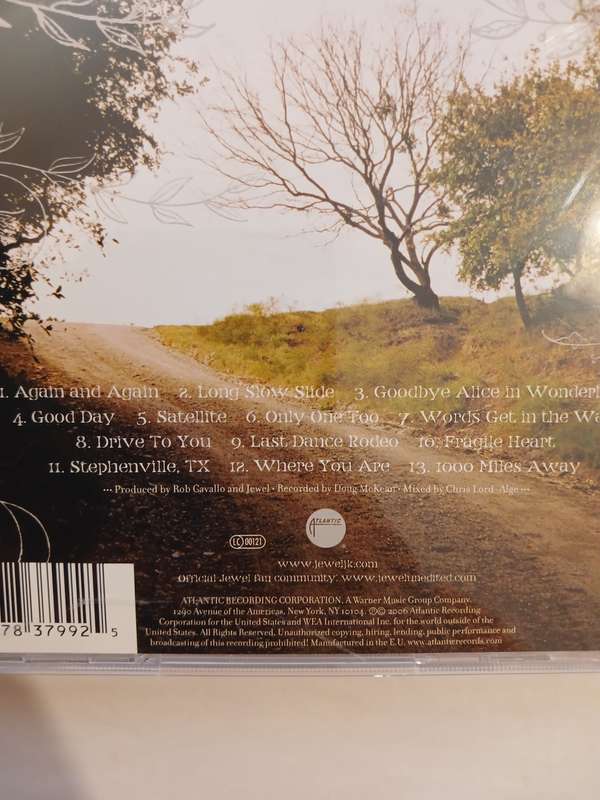 1. Again and Again 2. Long Slow Slide 3. Goodbye Alice in Wonderl
4. Good Day 5. Satellite 6. Only One Too 7. Words Get in the Wa
8. Drive To You 9. Last Dance Rodeo 10. Fragile Heart
11. Stephenville, TX 12. Where You Are 13. 1000 Miles Away
••• Produced by Rob Cavallo and Jewel • Recorded by Doug McKean • Mixed by Chris Lord-Alge •••
ATLANTIC
LC 00121
www.jeweljk.com
Official Jewel fan community: www.jewelunedited.com
ATLANTIC RECORDING CORPORATION. A Warner Music Group Company.
1290 Avenue of the Americas, New York, NY 10104. ℗© 2006 Atlantic Recording
Corporation for the United States and WEA International Inc. for the world outside of the
United States. All Rights Reserved. Unauthorized copying, hiring, lending, public performance and
broadcasting of this recording prohibited! Manufactured in the E.U. www.atlanticrecords.com
78 37992 5